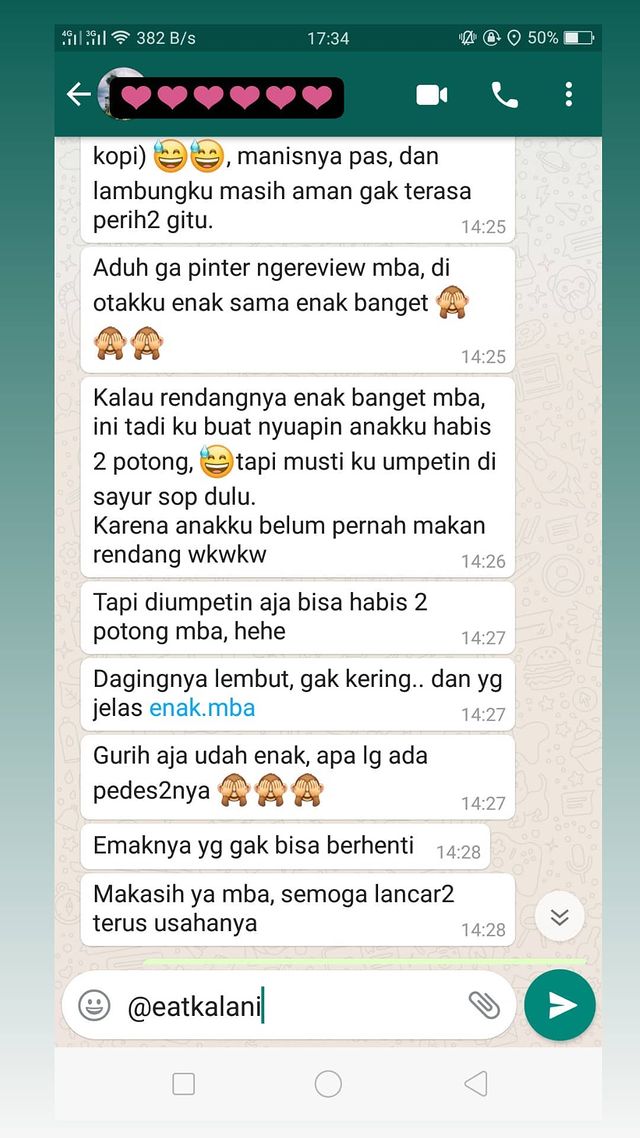 4G 3G 382 B/s 17:34 50%
kopi) 😅😅, manisnya pas, dan
lambungku masih aman gak terasa
perih2 gitu.
14:25
Aduh ga pinter ngereview mba, di
otakku enak sama enak banget 🙈
🙈🙈
14:25
Kalau rendangnya enak banget mba,
ini tadi ku buat nyuapin anakku habis
2 potong, 😅tapi musti ku umpetin di
sayur sop dulu.
Karena anakku belum pernah makan
rendang wkwkw
14:26
Tapi diumpetin aja bisa habis 2
potong mba, hehe
14:27
Dagingnya lembut, gak kering.. dan yg
jelas enak.mba
14:27
Gurih aja udah enak, apa lg ada
pedes2nya 🙈🙈🙈
14:27
Emaknya yg gak bisa berhenti
14:28
Makasih ya mba, semoga lancar2
terus usahanya
14:28
@eatkalani